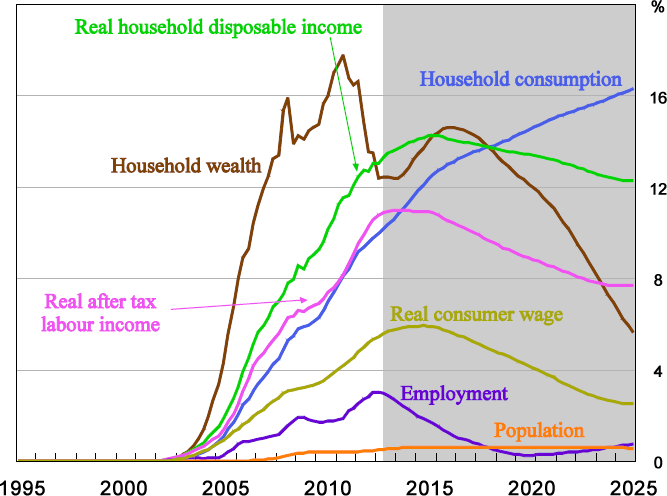 %
Real household disposable income
Household consumption
16
Household wealth
12
8
Real after tax
labour income
Real consumer wage
4
Employment
Population
0
1995 2000 2005 2010 2015 2020 2025